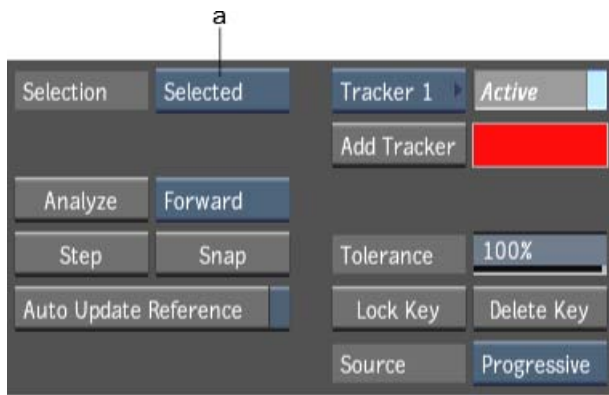 a
Selection Selected Tracker 1 Active
Add Tracker
Analyze Forward
Step Snap Tolerance 100%
Auto Update Reference Lock Key Delete Key
Source Progressive